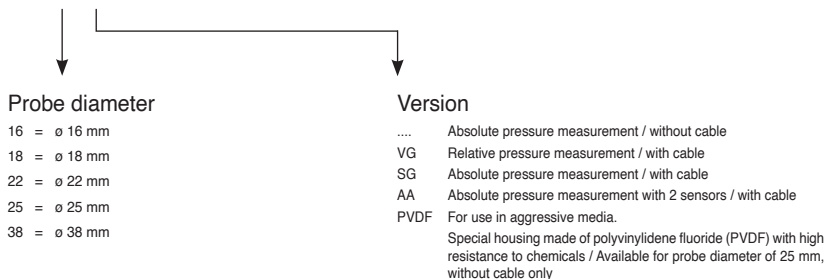 Probe diameter
16 = ø 16 mm
18 = ø 18 mm
22 = ø 22 mm
25 = ø 25 mm
38 = ø 38 mm
Version
.... Absolute pressure measurement / without cable
VG Relative pressure measurement / with cable
SG Absolute pressure measurement / with cable
AA Absolute pressure measurement with 2 sensors / with cable
PVDF For use in aggressive media.
Special housing made of polyvinylidene fluoride (PVDF) with high
resistance to chemicals / Available for probe diameter of 25 mm,
without cable only